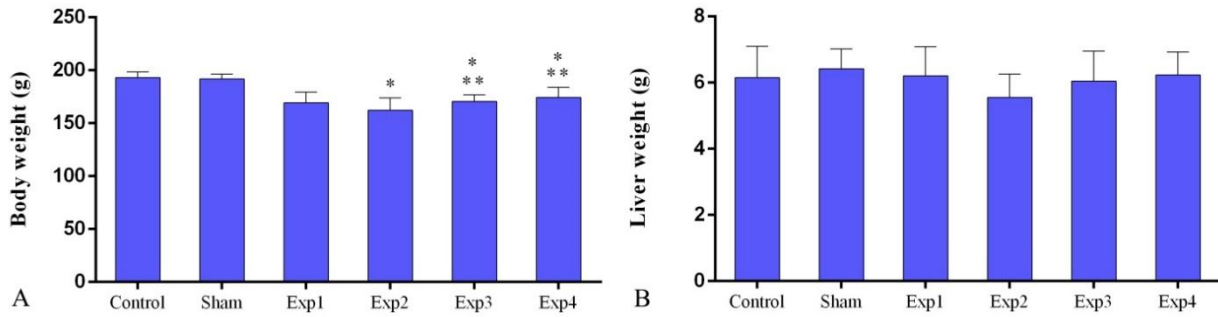 Body weight (g)
250
200
150
100
50
0
*
*
**
*
**
Control Sham Exp1 Exp2 Exp3 Exp4
A
Liver weight (g)
8
6
4
2
0
Control Sham Exp1 Exp2 Exp3 Exp4
B